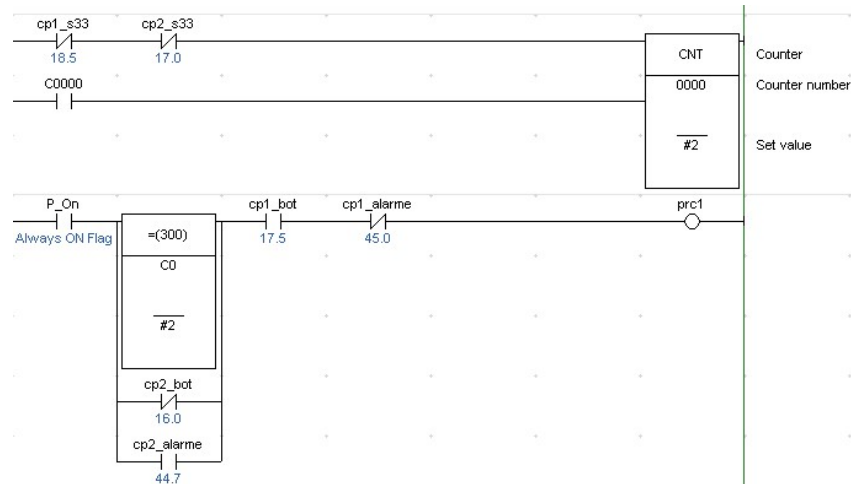 cp1_s33 cp2_s33
18.5 17.0
CNT Counter
C0000 0000 Counter number
#2 Set value
P_On cp1_bot cp1_alarme prc1
Always ON Flag =(300) 17.5 45.0
C0
#2
cp2_bot
16.0
cp2_alarme
44.7